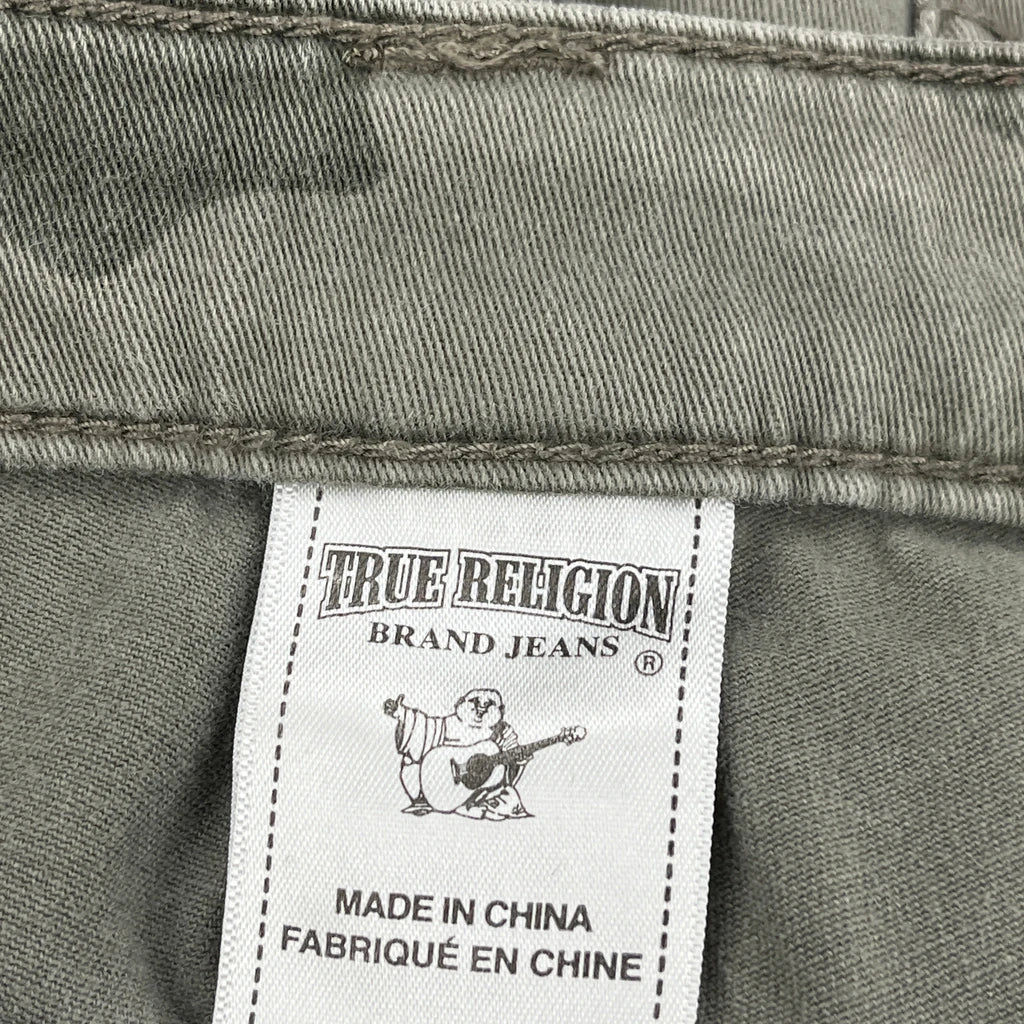 TRUE RELIGION
BRAND JEANS ®
MADE IN CHINA
FABRIQUÉ EN CHINE